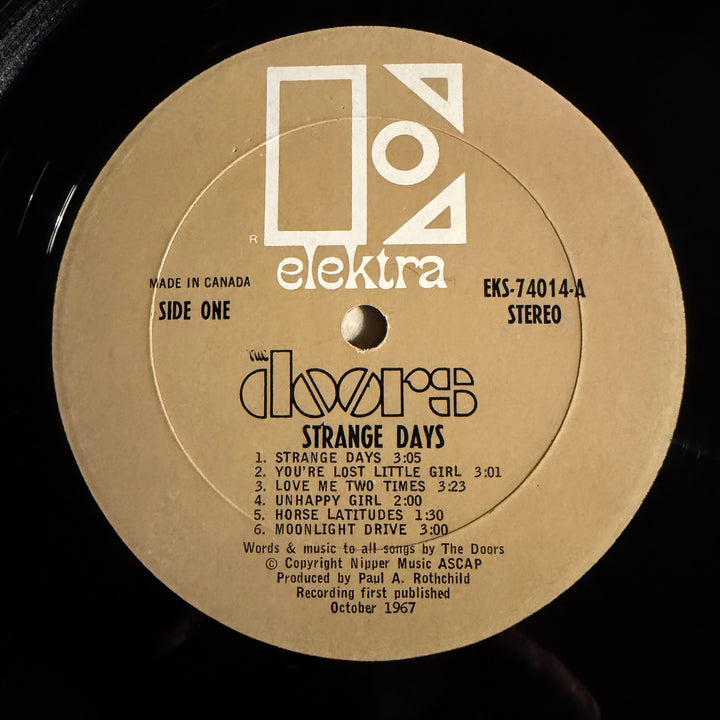 R
elektra
MADE IN CANADA
SIDE ONE
EKS-74014-A
STEREO
THE
doors
STRANGE DAYS
1. STRANGE DAYS 3:05
2. YOU'RE LOST LITTLE GIRL 3:01
3. LOVE ME TWO TIMES 3:23
4. UNHAPPY GIRL 2:00
5. HORSE LATITUDES 1:30
6. MOONLIGHT DRIVE 3:00
Words & music to all songs by The Doors
© Copyright Nipper Music ASCAP
Produced by Paul A. Rothchild
Recording first published
October 1967